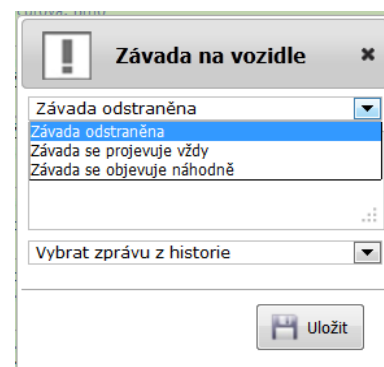 Závada na vozidle
Závada odstraněna
Závada odstraněna
Závada se projevuje vždy
Závada se objevuje náhodně
Vybrat zprávu z historie
Uložit